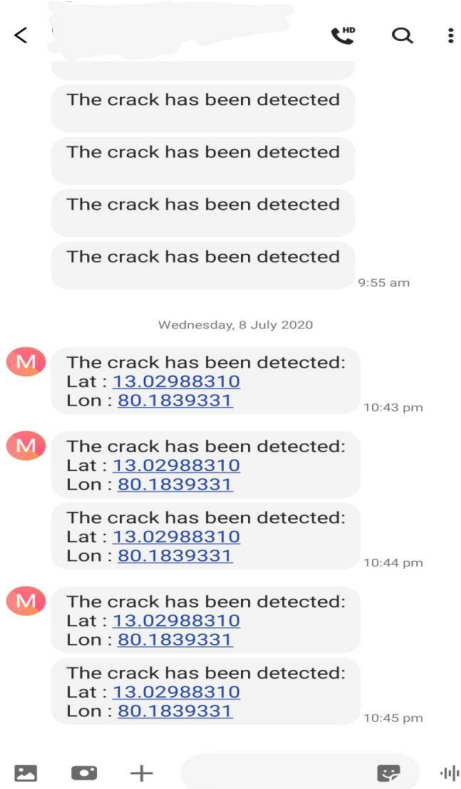 HD
The crack has been detected
The crack has been detected
The crack has been detected
The crack has been detected
9:55 am
Wednesday, 8 July 2020
M
The crack has been detected:
Lat : 13.02988310
Lon : 80.1839331
10:43 pm
M
The crack has been detected:
Lat : 13.02988310
Lon : 80.1839331
The crack has been detected:
Lat : 13.02988310
Lon : 80.1839331
10:44 pm
M
The crack has been detected:
Lat : 13.02988310
Lon : 80.1839331
The crack has been detected:
Lat : 13.02988310
Lon : 80.1839331
10:45 pm